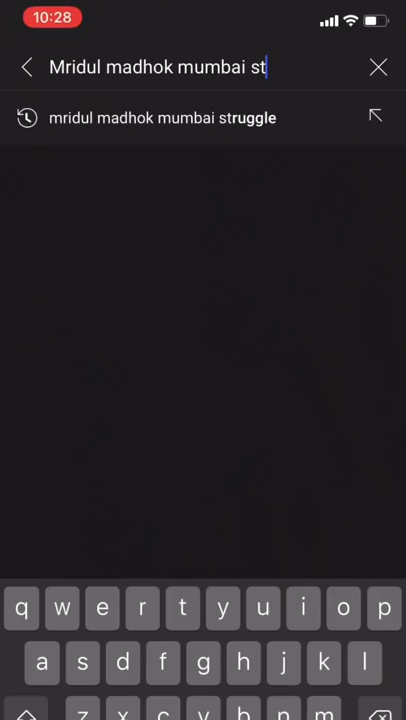 10:28
Mridul madhok mumbai st
mridul madhok mumbai struggle
q w e r t y u i o p
a s d f g h j k l
z x c v b n m